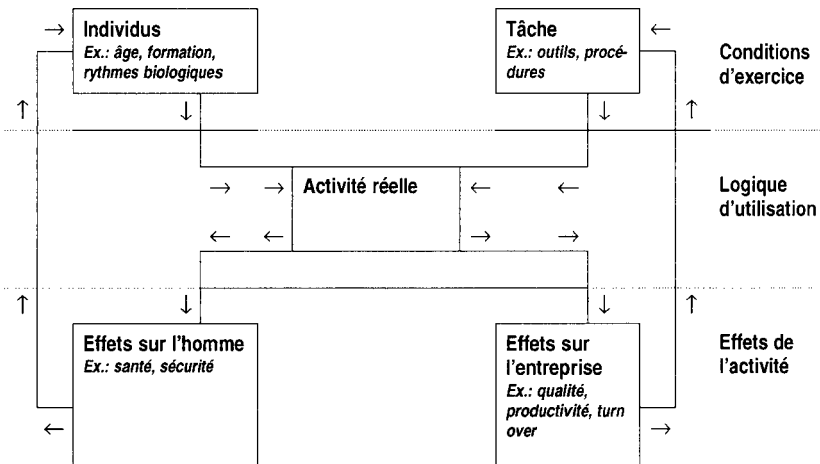 Individus
Ex.: âge, formation,
rythmes biologiques
Tâche
Ex.: outils, procé-
dures
Conditions
d'exercice
Activité réelle
Logique
d'utilisation
Effets sur l'homme
Ex.: santé, sécurité
Effets sur
l'entreprise
Ex.: qualité,
productivité, turn
over
Effets de
l'activité